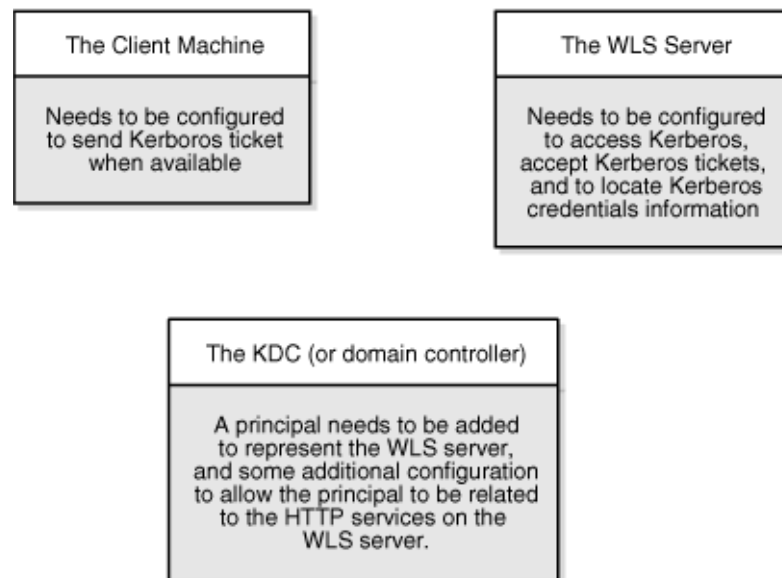 The Client Machine
Needs to be configured
to send Kerboros ticket
when available
The WLS Server
Needs to be configured
to access Kerberos,
accept Kerberos tickets,
and to locate Kerberos
credentials information
The KDC (or domain controller)
A principal needs to be added
to represent the WLS server,
and some additional configuration
to allow the principal to be related
to the HTTP services on the
WLS server.